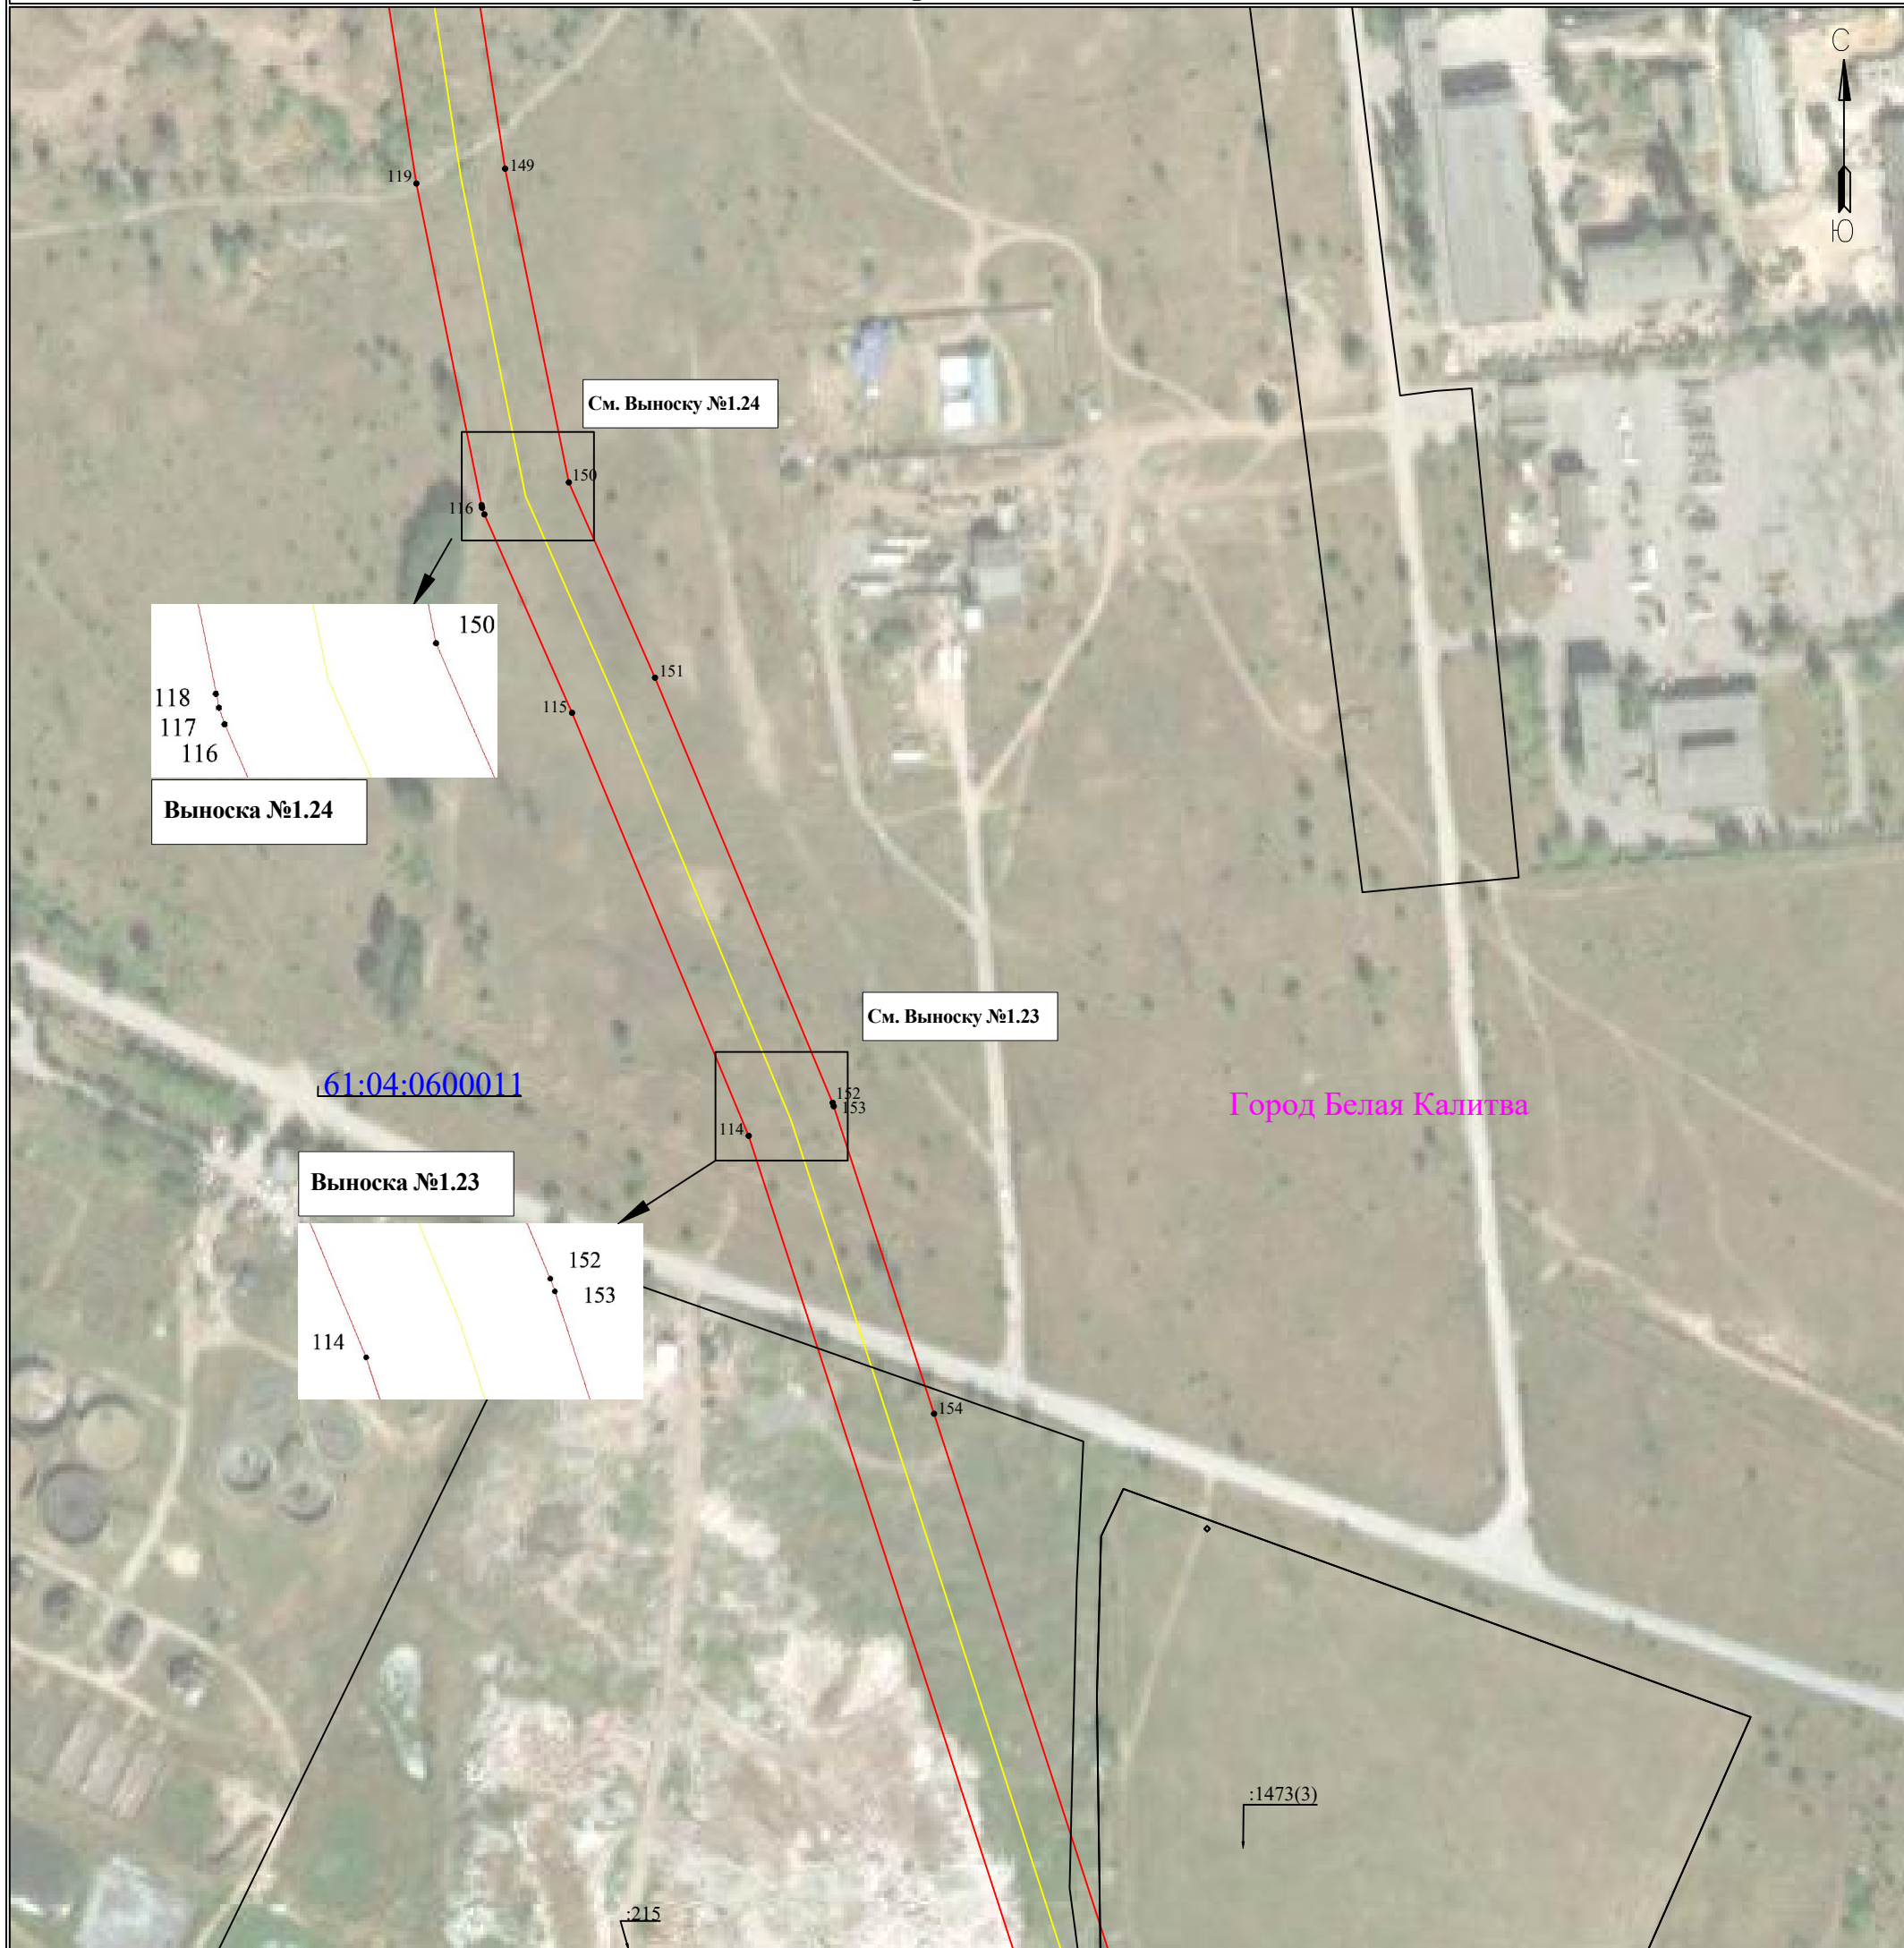 С
Ю
149
119
См. Выноску №1.24
150
116
150
118
117
116
151
115
Выноска №1.24
См. Выноску №1.23
61:04:0600011
152
153
Город Белая Калитва
114
Выноска №1.23
152
153
114
154
:1473(3)
:215